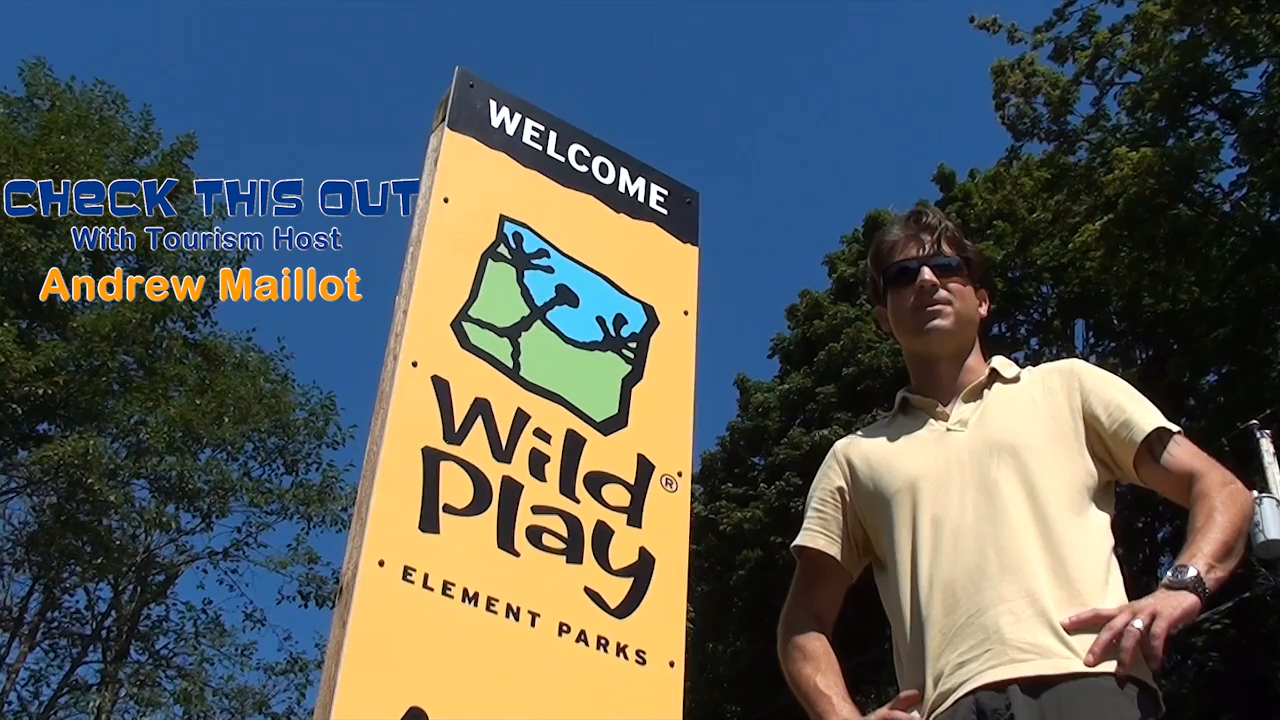 CHECK THIS OUT
With Tourism Host
Andrew Maillot
WELCOME
Wild
Play®
ELEMENT PARKS